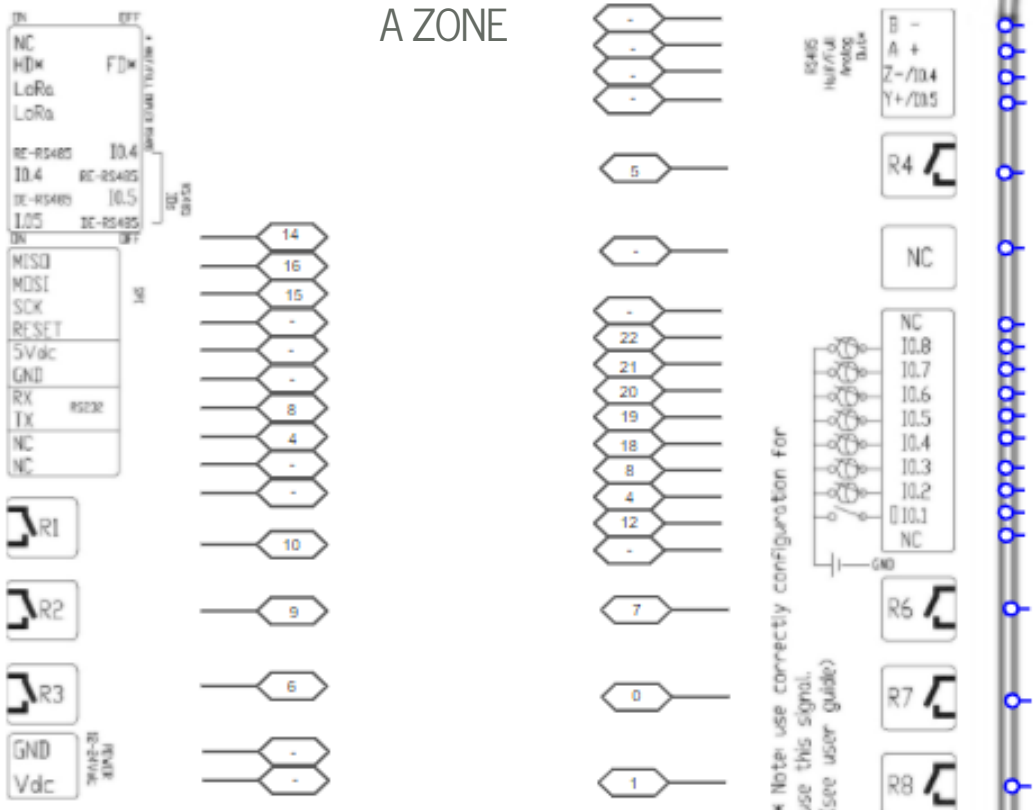 A ZONE
ON OFF
NC
HD* FD*
LoRa
LoRa
RE-RS485 I0.4
I0.4 RE-RS485
DE-RS485 I0.5
I.05 DE-RS485
ON OFF
MISO
MOSI
SCK
RESET
SPI
5Vdc
GND
RX
TX
RS232
NC
NC
R1
R2
R3
GND
Vdc
POWER
12-24Vdc
14
16
15
-
-
-
8
4
-
-
10
9
6
-
-
-
-
-
-
5
-
-
22
21
20
19
18
8
4
12
-
7
0
1
RS485
Half/Full
Analog
Out*
B -
A +
Z-/I0.4
Y+/I0.5
R4
NC
NC
I0.8
I0.7
I0.6
I0.5
I0.4
I0.3
I0.2
I0.1
NC
GND
R6
R7
R8
* Note: use correctly configuration for
use this signal.
(see user guide)